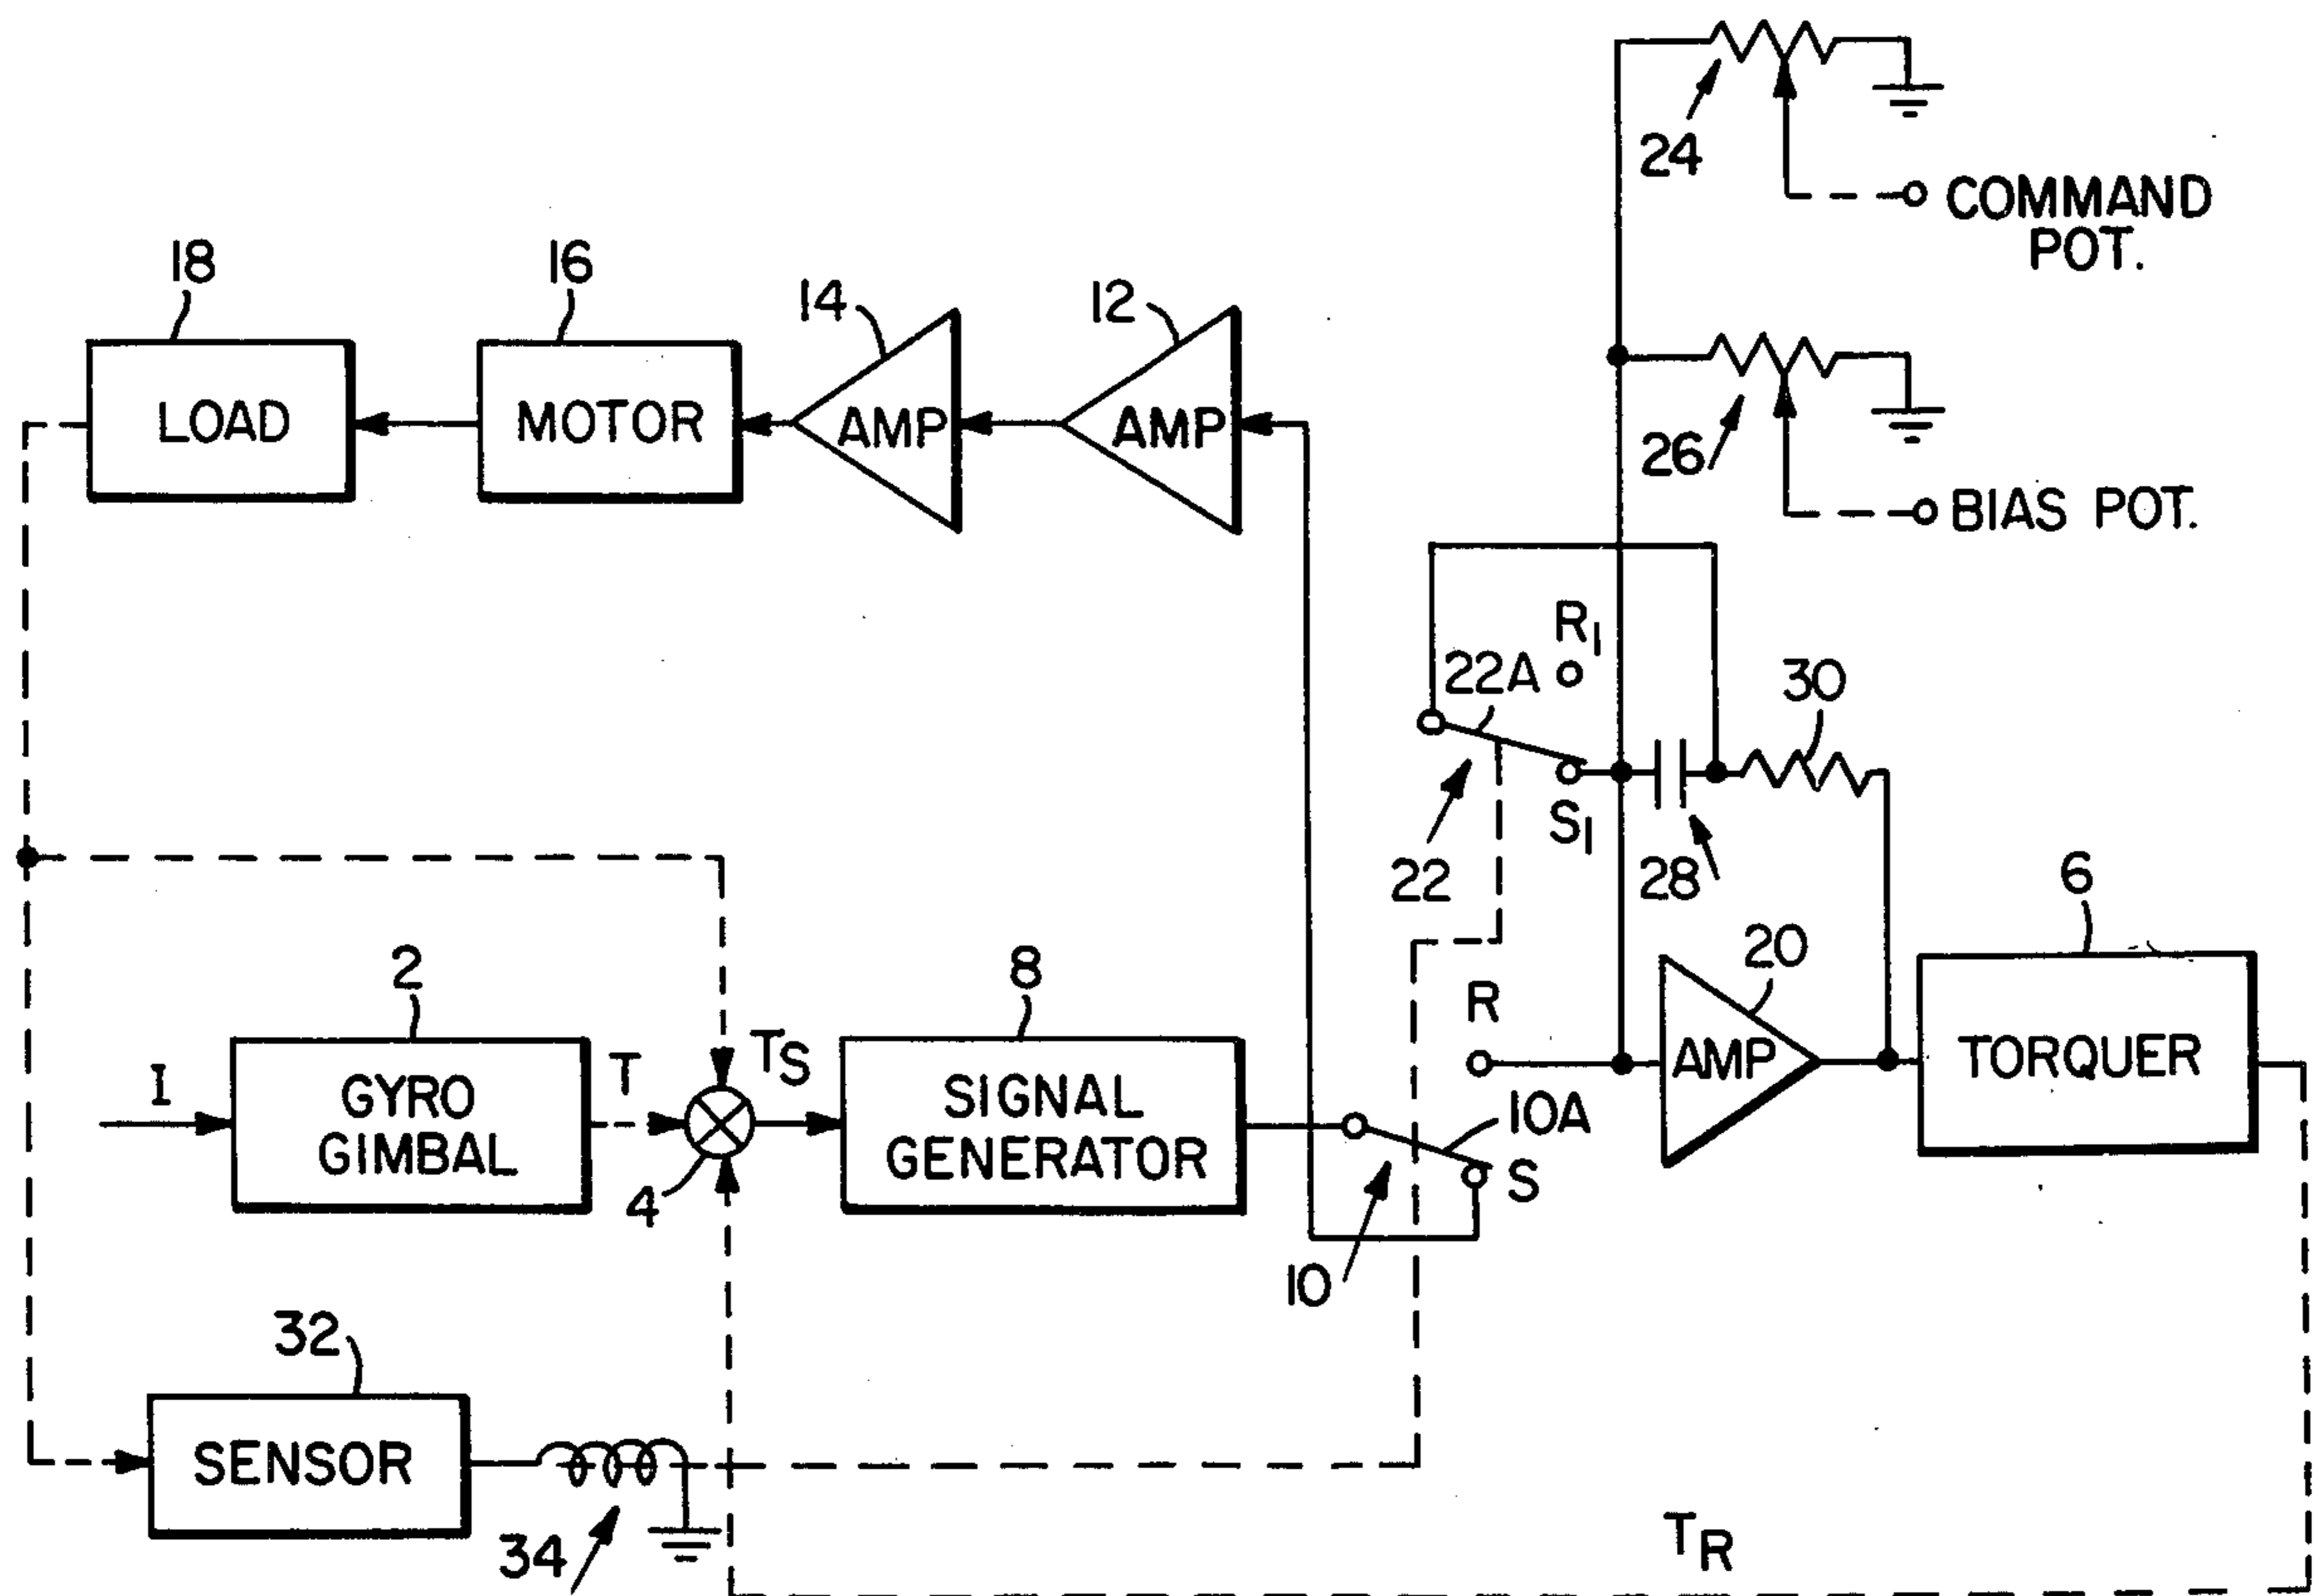 24
COMMAND
POT.
18
16
14
12
LOAD
MOTOR
AMP
AMP
26
BIAS POT.
R1
22A
30
S1
22
28
6
2
8
20
R
I
GYRO
GIMBAL
T
TS
4
SIGNAL
GENERATOR
10A
S
AMP
TORQUER
10
32
SENSOR
34
TR